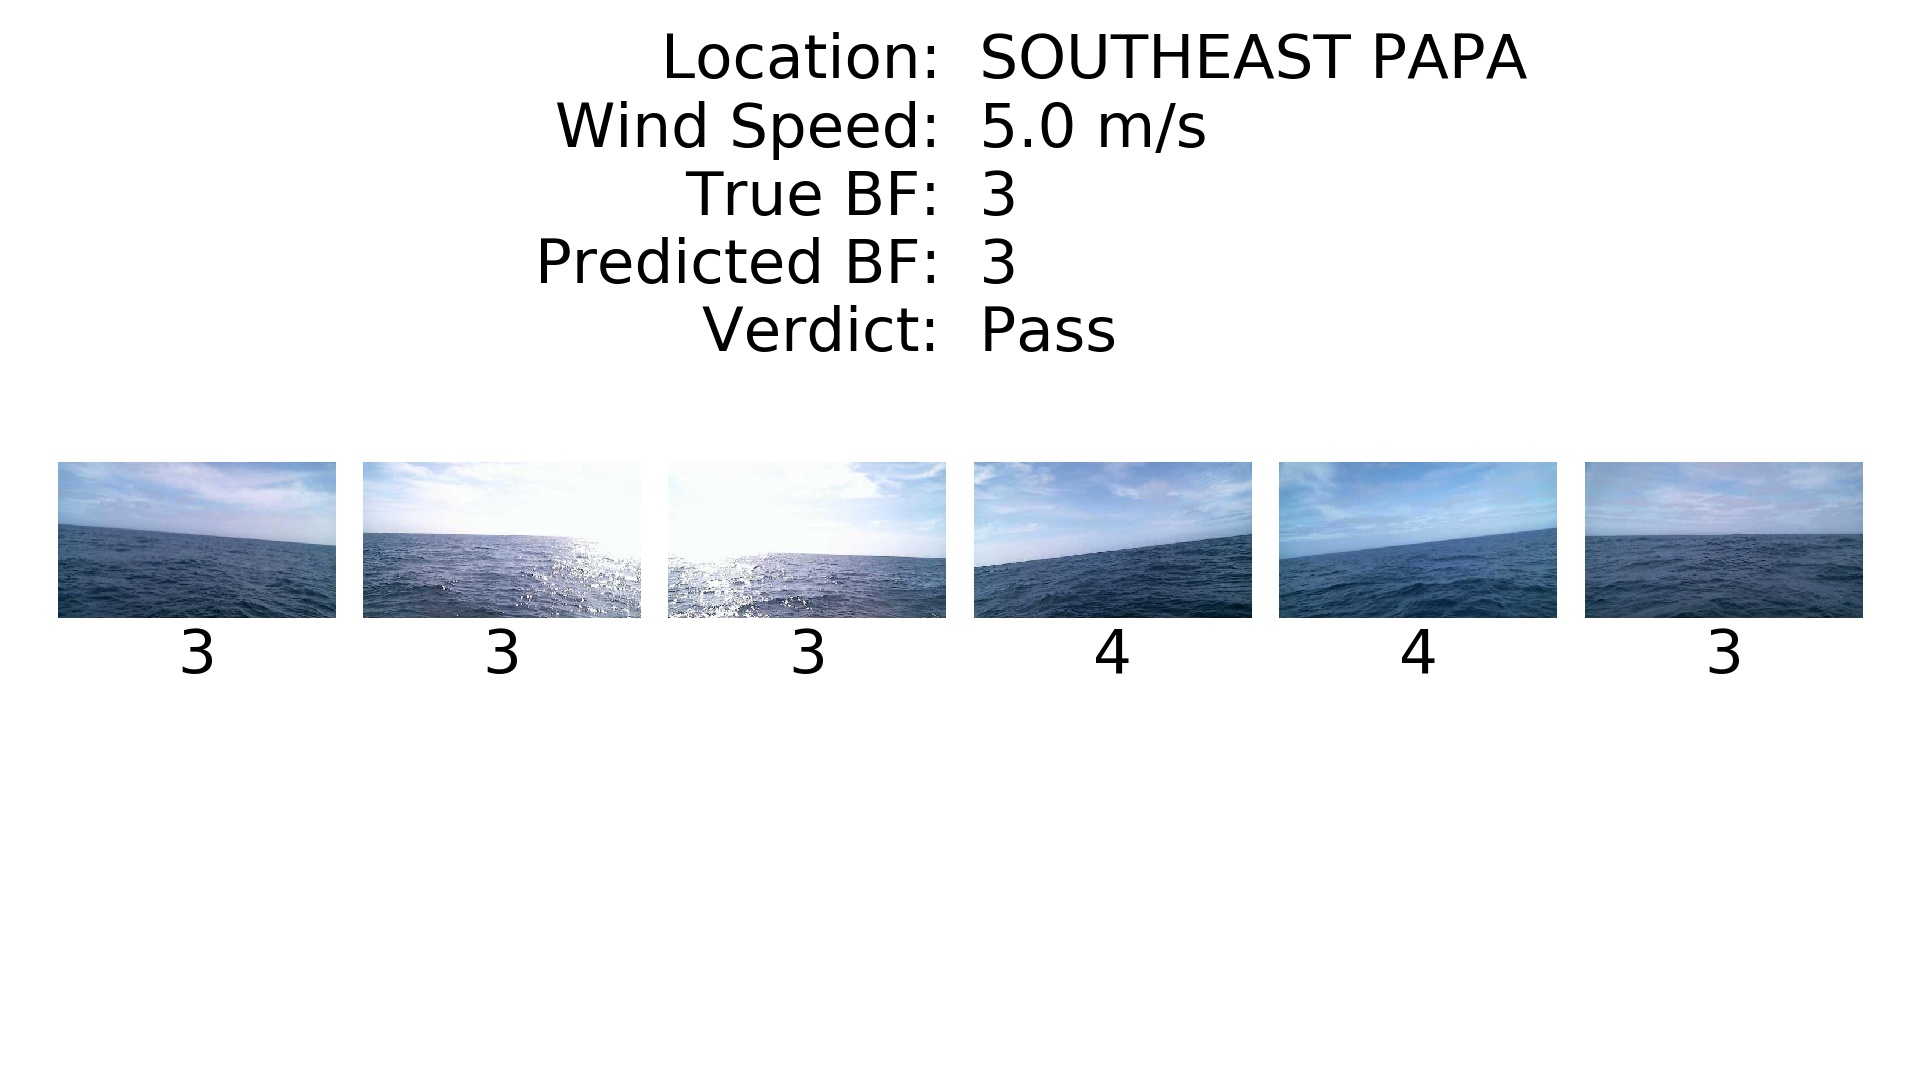 Location: SOUTHEAST PAPA
Wind Speed: 5.0 m/s
True BF: 3
Predicted BF: 3
Verdict: Pass
3 3 3 4 4 3